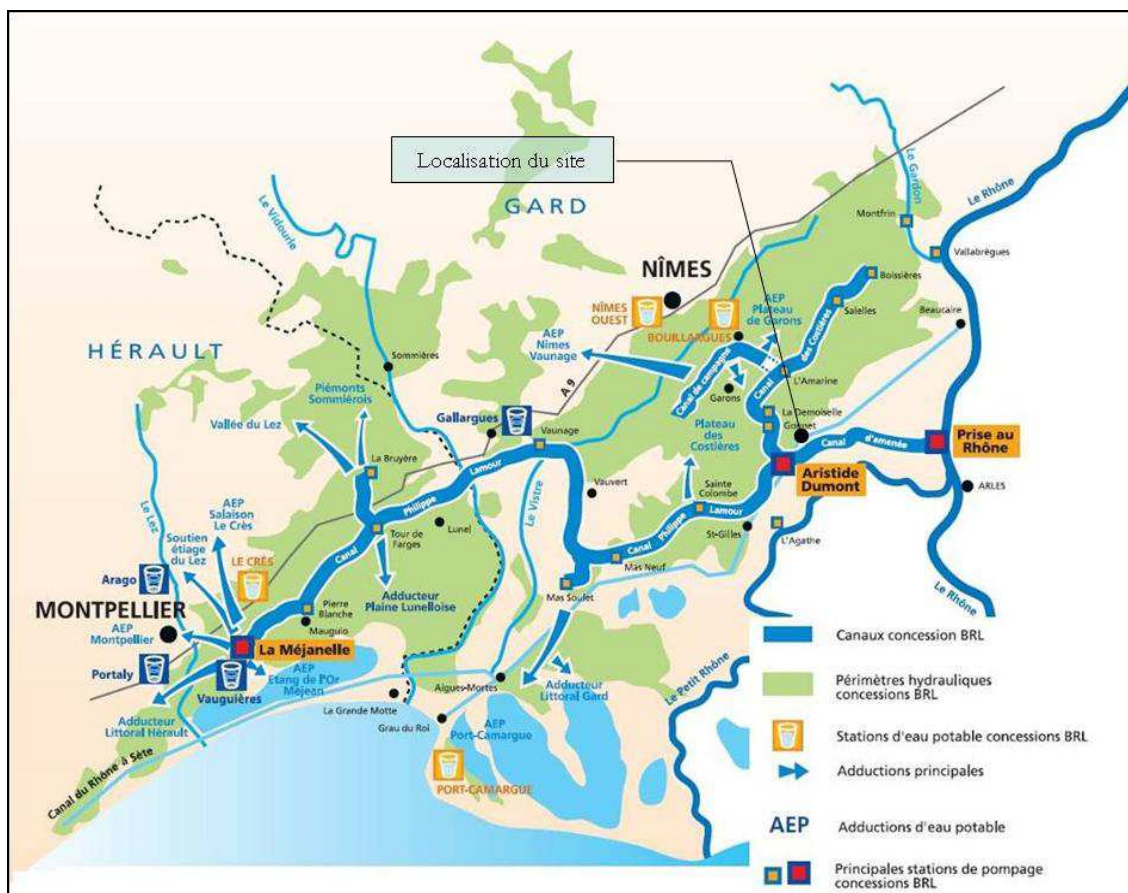 Localisation du site
GARD
HÉRAULT
Le Vidourle
Le Gardon
Le Rhône
Montfrin
Vallabrègues
Boissières
Saielles
Beaucaire
NÎMES
NÎMES
OUEST
BOUILLARGUES
AEP
Plateau
de Garons
AEP
Nîmes
Vaunage
A 9
Canal de campagne
Canal
des Costières
Garons
L'Amarine
La Demoiselle
Plateau
des
Costières
Canal
d'amenée
Prise au
Rhône
Aristide
Dumont
ARLES
Sommières
Piémonts
Sommiérois
Vallée du Lez
Gallargues
Vaunage
La Bruyère
Philippe
Lamour
Canal
Vauvert
Le Vistre
Sainte
Colombe
Canal
Philippe
Lamour
St-Gilles
L'Agathe
Le Rhône
Lunel
Tour de
Farges
Mas Neuf
Mas Soulet
Le Lez
AEP
Salaison
Le Crès
Soutien
étiage
du Lez
LE CRÈS
Arago
MONTPELLIER
AEP
Montpellier
Pierre
Blanche
Mauguio
Adducteur
Plaine Lunelloise
La Méjanelle
Portaly
Vauguières
AEP
Etang de l'Or
Méjean
Adducteur
Littoral Hérault
La Grande Motte
Aigues-Mortes
Grau du Roi
AEP
Port-Camargue
Adducteur
Littoral Gard
PORT-CAMARGUE
Canal du Rhône à Sète
Le Petit Rhône
Canaux concession BRL
Périmètres hydrauliques
concessions BRL
Stations d'eau potable concessions BRL
Adductions principales
AEP
Adductions d'eau potable
Principales stations de pompage
concessions BRL